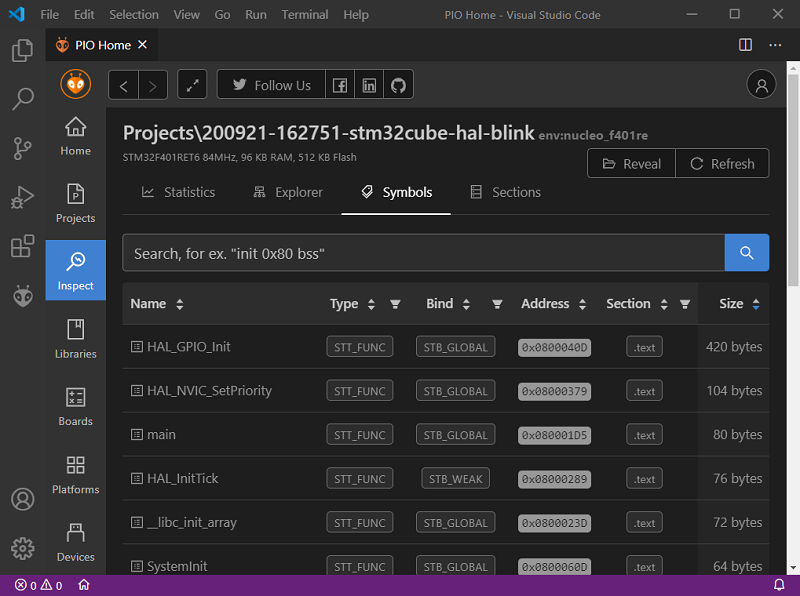 File Edit Selection View Go Run Terminal Help PIO Home - Visual Studio Code
PIO Home
Follow Us
Home
Projects
Inspect
Libraries
Boards
Platforms
Devices
Projects\200921-162751-stm32cube-hal-blink env:nucleo_f401re
STM32F401RET6 84MHz, 96 KB RAM, 512 KB Flash
Reveal Refresh
Statistics Explorer Symbols Sections
Search, for ex. "init 0x80 bss"
Name Type Bind Address Section Size
HAL_GPIO_Init STT_FUNC STB_GLOBAL 0x0800040D .text 420 bytes
HAL_NVIC_SetPriority STT_FUNC STB_GLOBAL 0x08000379 .text 104 bytes
main STT_FUNC STB_GLOBAL 0x080001D5 .text 80 bytes
HAL_InitTick STT_FUNC STB_WEAK 0x08000289 .text 76 bytes
__libc_init_array STT_FUNC STB_GLOBAL 0x0800023D .text 72 bytes
SystemInit STT_FUNC STB_GLOBAL 0x0800060D .text 64 bytes
0 0